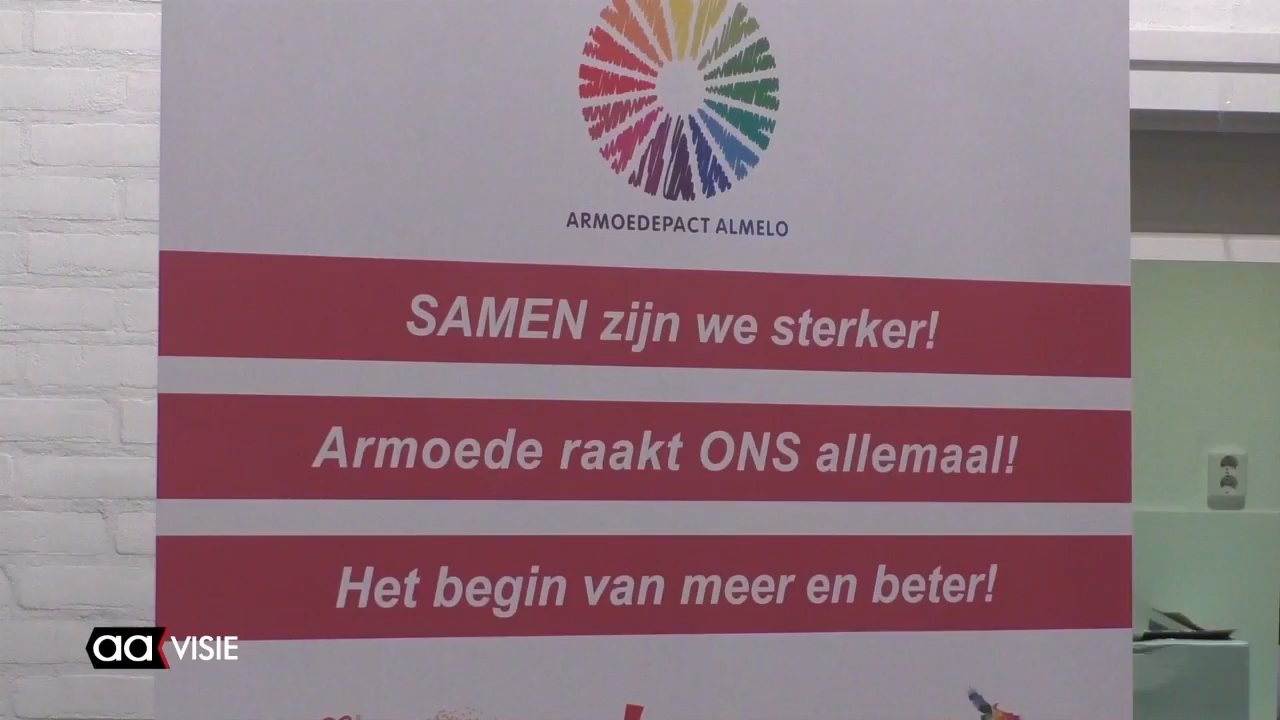 ARMOEDEPACT ALMELO
SAMEN zijn we sterker!
Armoede raakt ONS allemaal!
Het begin van meer en beter!
aa VISIE